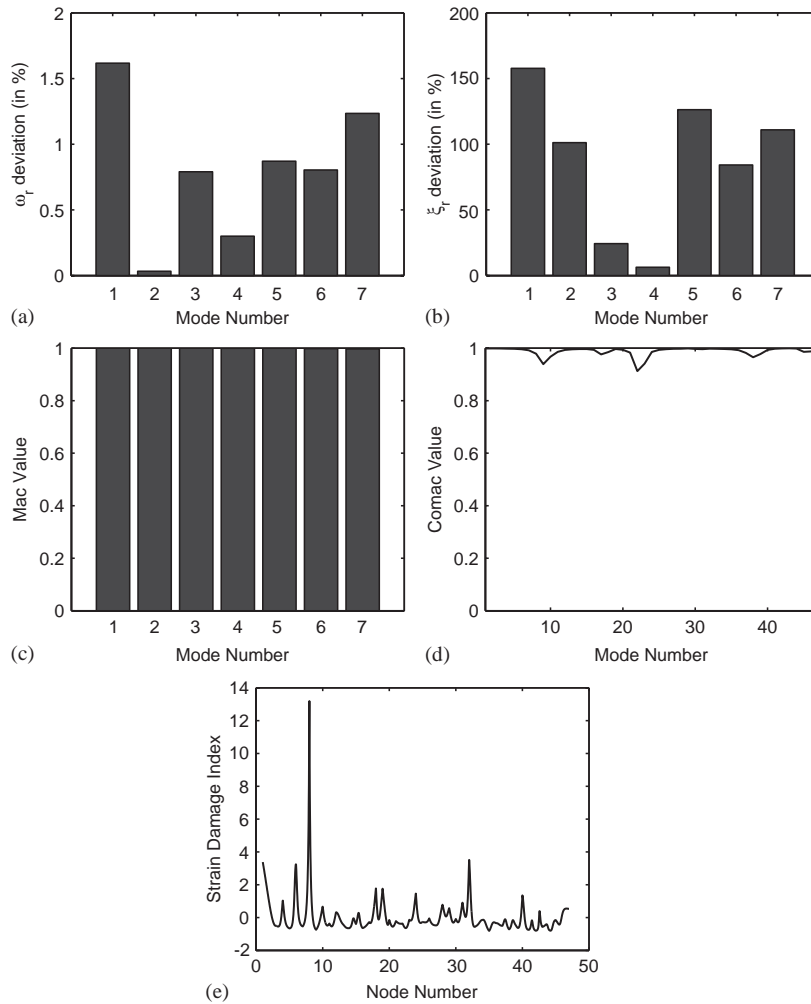 2
1.5
1
0.5
0
ω_r deviation (in %)
1 2 3 4 5 6 7
Mode Number
(a)
200
150
100
50
0
ξ_r deviation (in %)
1 2 3 4 5 6 7
Mode Number
(b)
1
0.8
0.6
0.4
0.2
0
Mac Value
1 2 3 4 5 6 7
Mode Number
(c)
1
0.8
0.6
0.4
0.2
0
Comac Value
10 20 30 40
Mode Number
(d)
14
12
10
8
6
4
2
0
-2
Strain Damage Index
0 10 20 30 40 50
Node Number
(e)